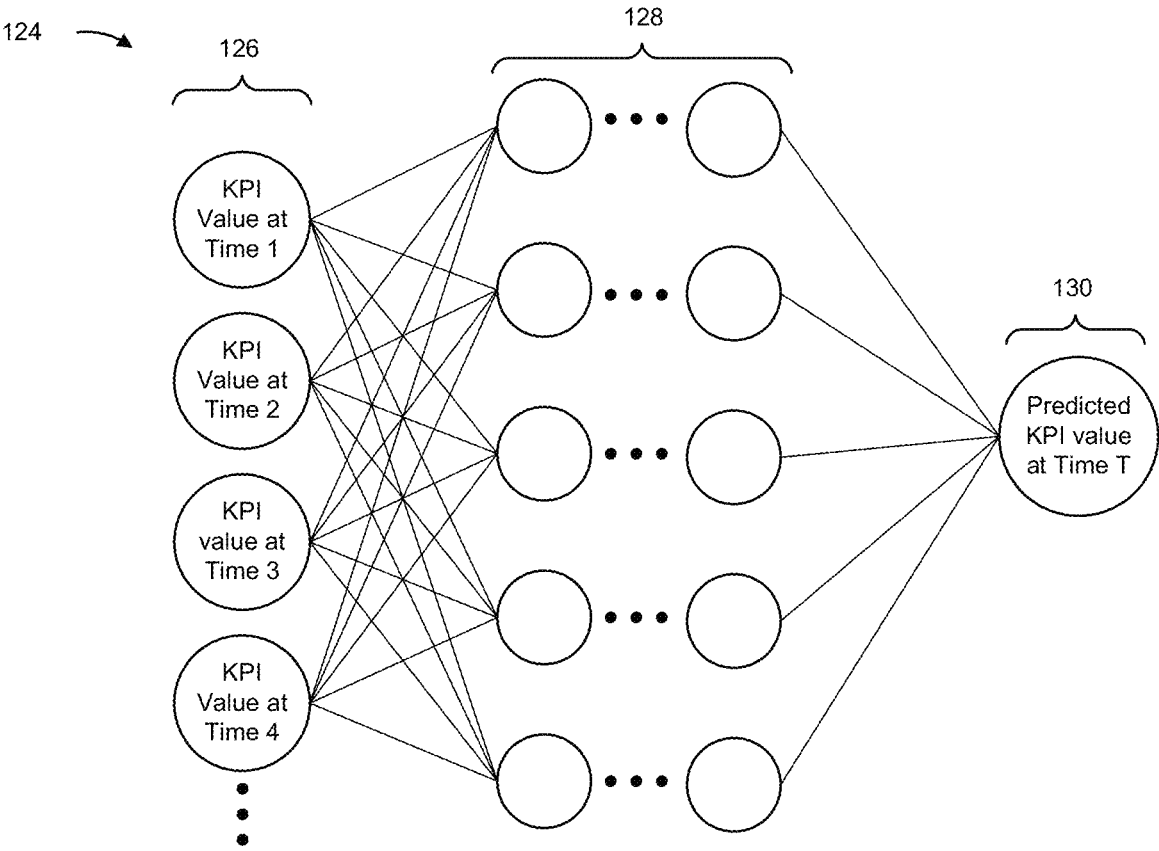 124
126
128
KPI
Value at
Time 1
KPI
Value at
Time 2
KPI
value at
Time 3
KPI
Value at
Time 4
130
Predicted
KPI value
at Time T